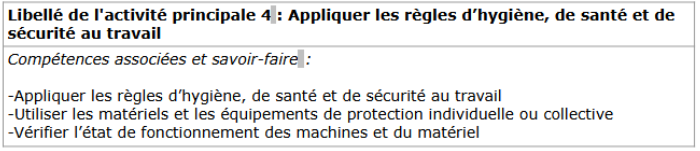 Libellé de l'activité principale 4 : Appliquer les règles d’hygiène, de santé et de
sécurité au travail
Compétences associées et savoir-faire :
-Appliquer les règles d’hygiène, de santé et de sécurité au travail
-Utiliser les matériels et les équipements de protection individuelle ou collective
-Vérifier l’état de fonctionnement des machines et du matériel